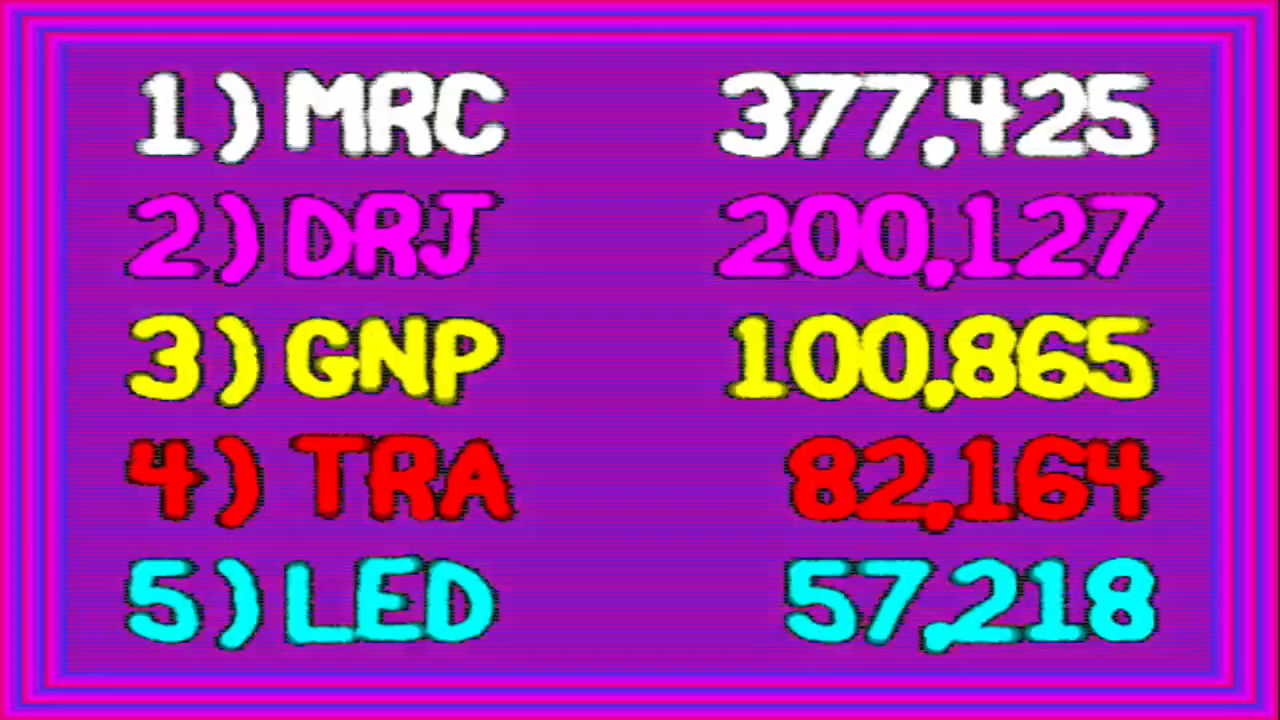 1) MRC 377,425
2) DRJ 200,127
3) GNP 100,865
4) TRA 82,164
5) LED 57,218